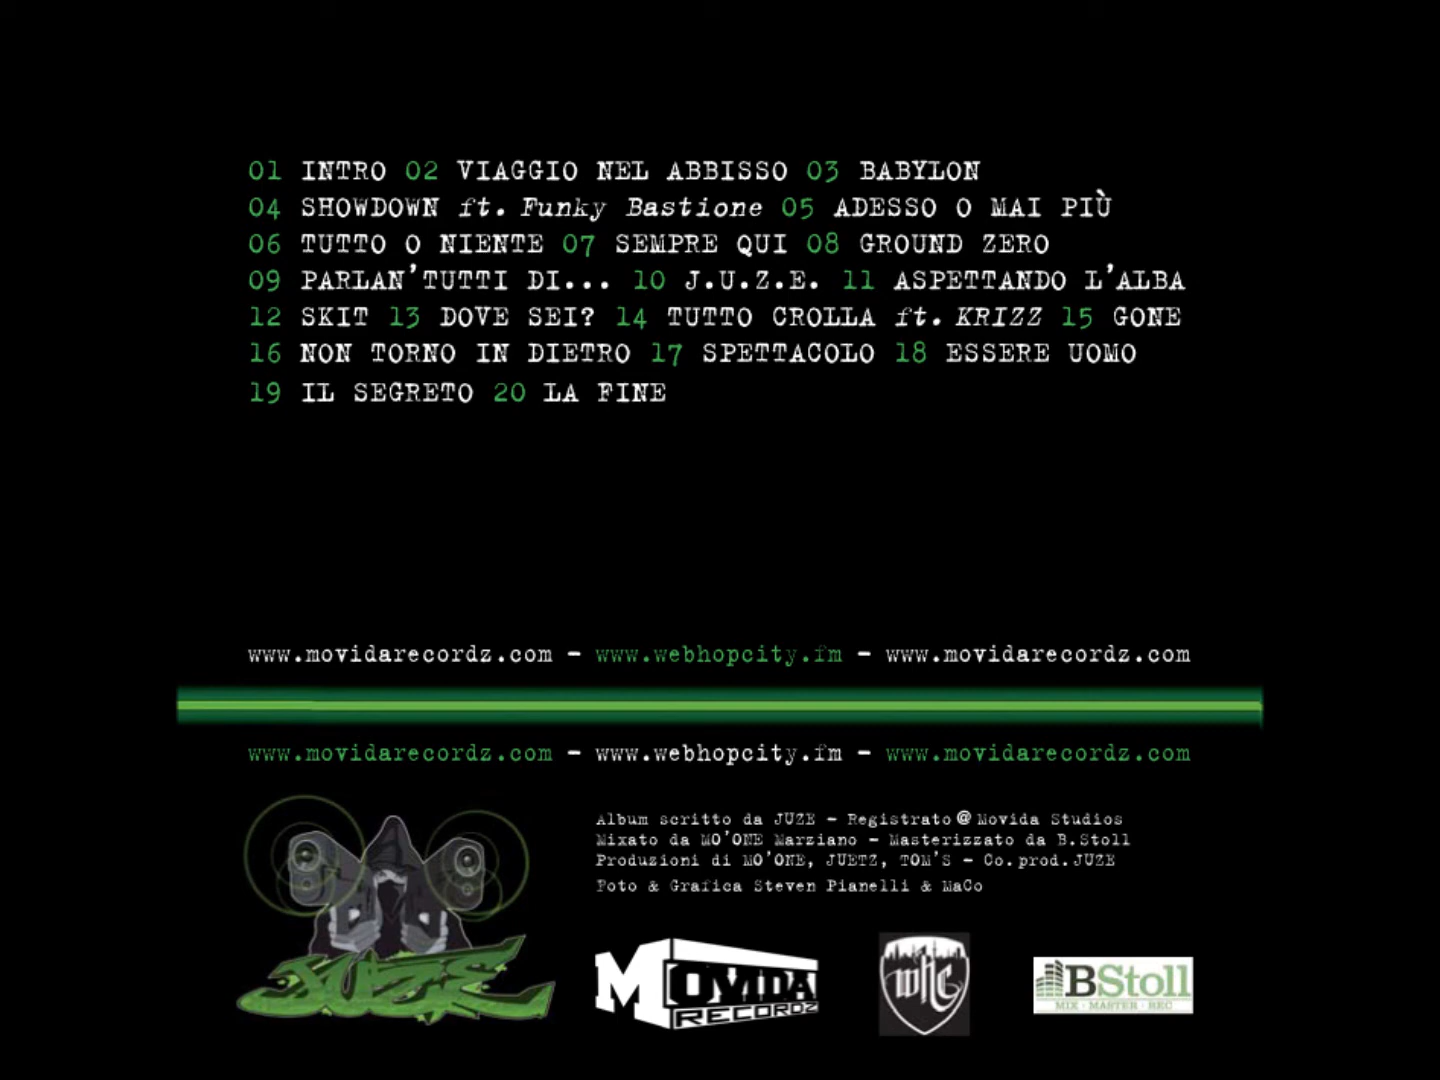 01 INTRO 02 VIAGGIO NEL ABBISSO 03 BABYLON
04 SHOWDOWN ft. Funky Bastione 05 ADESSO O MAI PIÙ
06 TUTTO O NIENTE 07 SEMPRE QUI 08 GROUND ZERO
09 PARLAN'TUTTI DI... 10 J.U.Z.E. 11 ASPETTANDO L'ALBA
12 SKIT 13 DOVE SEI? 14 TUTTO CROLLA ft. KRIZZ 15 GONE
16 NON TORNO IN DIETRO 17 SPETTACOLO 18 ESSERE UOMO
19 IL SEGRETO 20 LA FINE
www.movidarecordz.com - www.webhopcity.fm - www.movidarecordz.com
www.movidarecordz.com - www.webhopcity.fm - www.movidarecordz.com
Album scritto da JUZE - Registrato @ Movida Studios
Mixato da MO'ONE Marziano - Masterizzato da B.Stoll
Produzioni di MO'ONE, JUETZ, TOM'S - Co.prod.JUZE
Foto & Grafica Steven Pianelli & MaCo
JUZE
MOVIDA
RECORDZ
whc
BStoll
MIX · MASTER · REC